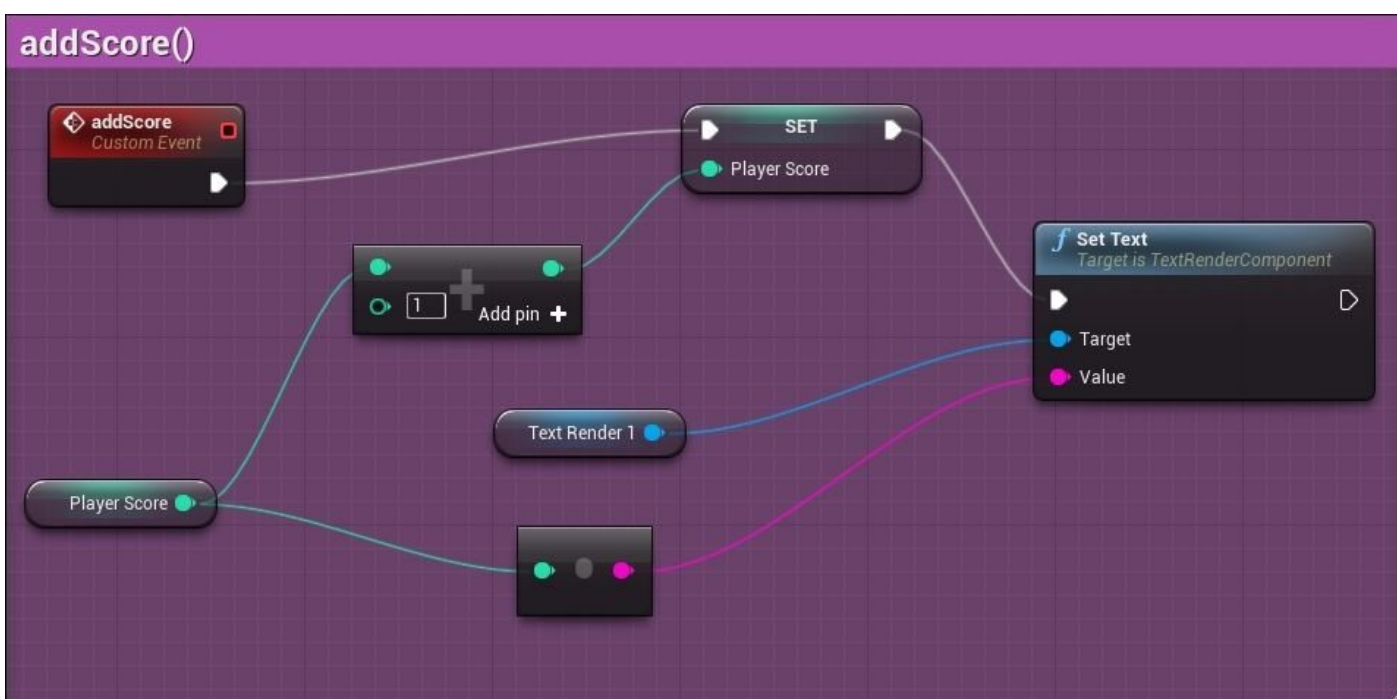 addScore()
addScore
Custom Event
SET
Player Score
Set Text
Target is TextRenderComponent
1
Add pin +
Target
Value
Text Render 1
Player Score